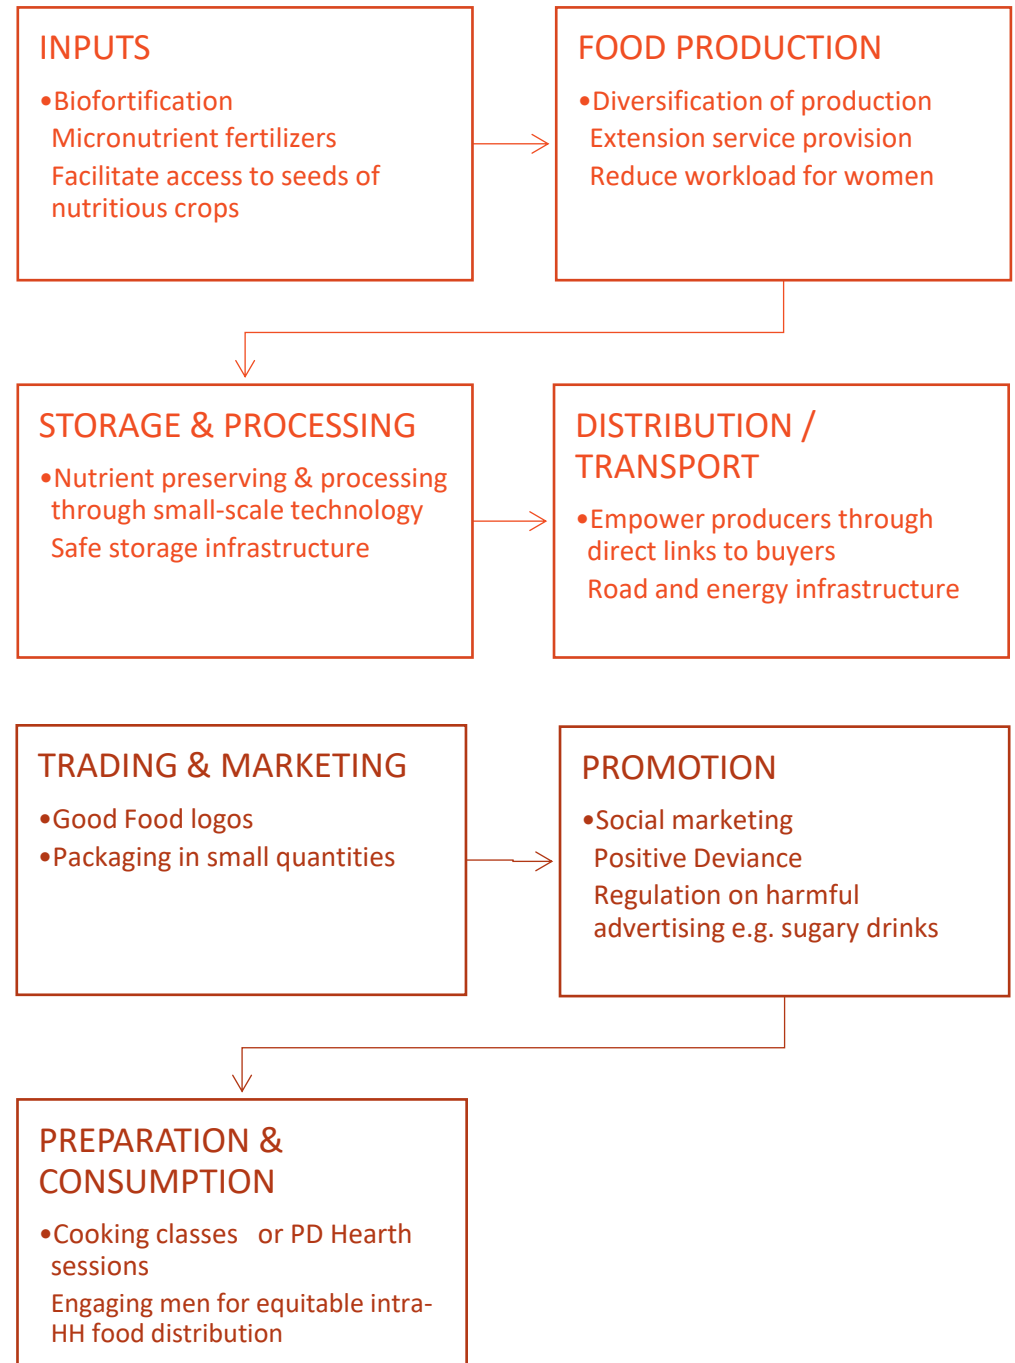 INPUTS
•Biofortification
Micronutrient fertilizers
Facilitate access to seeds of
nutritious crops
FOOD PRODUCTION
•Diversification of production
Extension service provision
Reduce workload for women
STORAGE & PROCESSING
•Nutrient preserving & processing
through small-scale technology
Safe storage infrastructure
DISTRIBUTION /
TRANSPORT
•Empower producers through
direct links to buyers
Road and energy infrastructure
TRADING & MARKETING
•Good Food logos
•Packaging in small quantities
PROMOTION
•Social marketing
Positive Deviance
Regulation on harmful
advertising e.g. sugary drinks
PREPARATION &
CONSUMPTION
•Cooking classes or PD Hearth
sessions
Engaging men for equitable intra-
HH food distribution